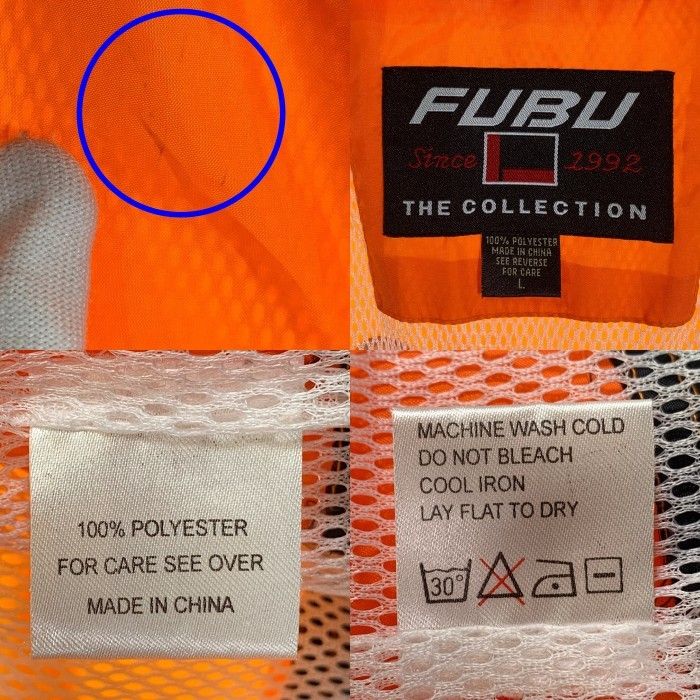 FUBU
Since 1992
THE COLLECTION
100% POLYESTER
MADE IN CHINA
SEE REVERSE
FOR CARE
L
100% POLYESTER
FOR CARE SEE OVER
MADE IN CHINA
MACHINE WASH COLD
DO NOT BLEACH
COOL IRON
LAY FLAT TO DRY
30°